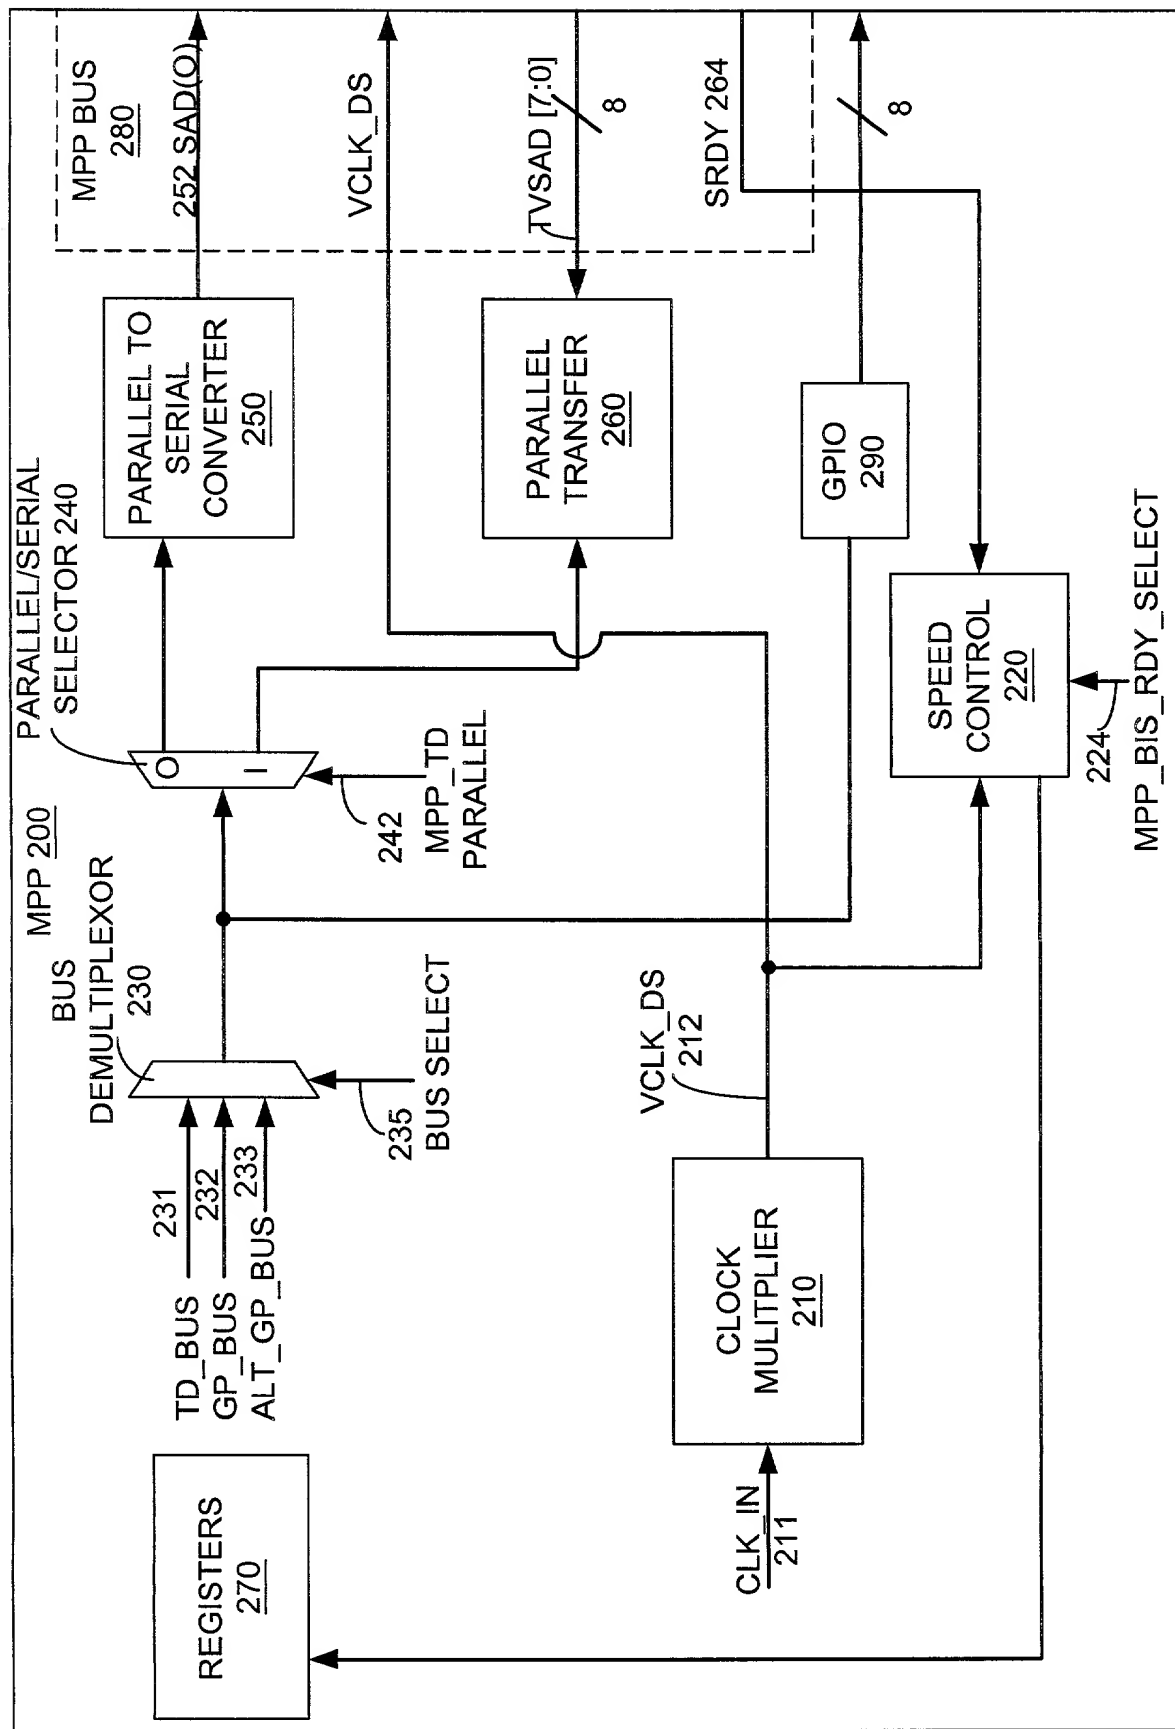 MPP 200
REGISTERS
270
TD_BUS
231
GP_BUS
232
ALT_GP_BUS
233
BUS
DEMULTIPLEXOR
230
235
BUS SELECT
PARALLEL/SERIAL
SELECTOR 240
O
I
242
MPP_TD
PARALLEL
PARALLEL TO
SERIAL
CONVERTER
250
MPP BUS
280
252 SAD(O)
VCLK_DS
PARALLEL
TRANSFER
260
TVSAD [7:0]
8
SRDY 264
GPIO
290
8
CLK_IN
211
CLOCK
MULITPLIER
210
VCLK_DS
212
SPEED
CONTROL
220
224
MPP_BIS_RDY_SELECT